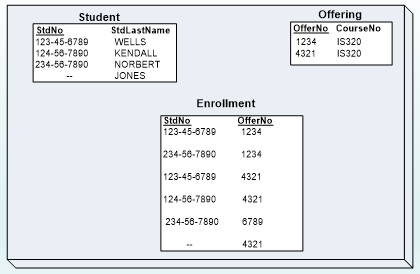 Student
StdNo StdLastName
123-45-6789 WELLS
124-56-7890 KENDALL
234-56-7890 NORBERT
-- JONES
Offering
OfferNo CourseNo
1234 IS320
4321 IS320
Enrollment
StdNo OfferNo
123-45-6789 1234
234-56-7890 1234
123-45-6789 4321
124-56-7890 4321
234-56-7890 6789
-- 4321